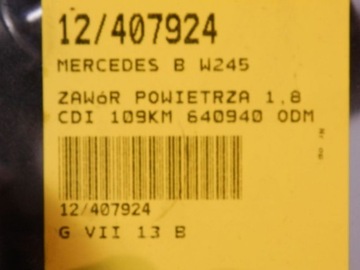 12/407924
MERCEDES B W245
ZAWóR POWIETRZA 1,8
CDI 109KM 640940 ODM
12/407924
G VII 13 B